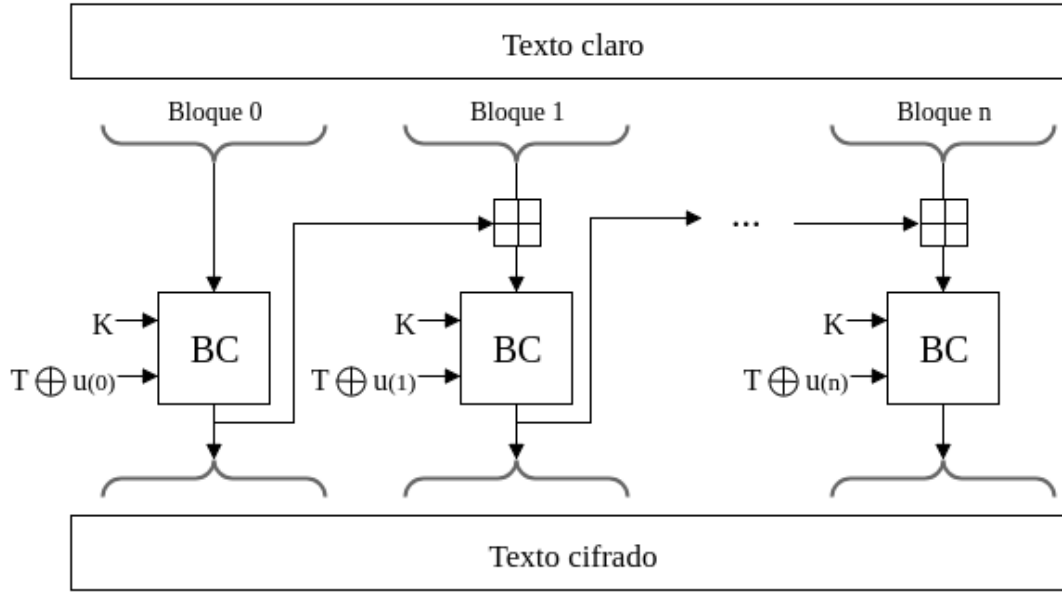 Texto claro
Bloque 0
Bloque 1
Bloque n
...
K
K
K
BC
BC
BC
T ⊕ u(0)
T ⊕ u(1)
T ⊕ u(n)
Texto cifrado